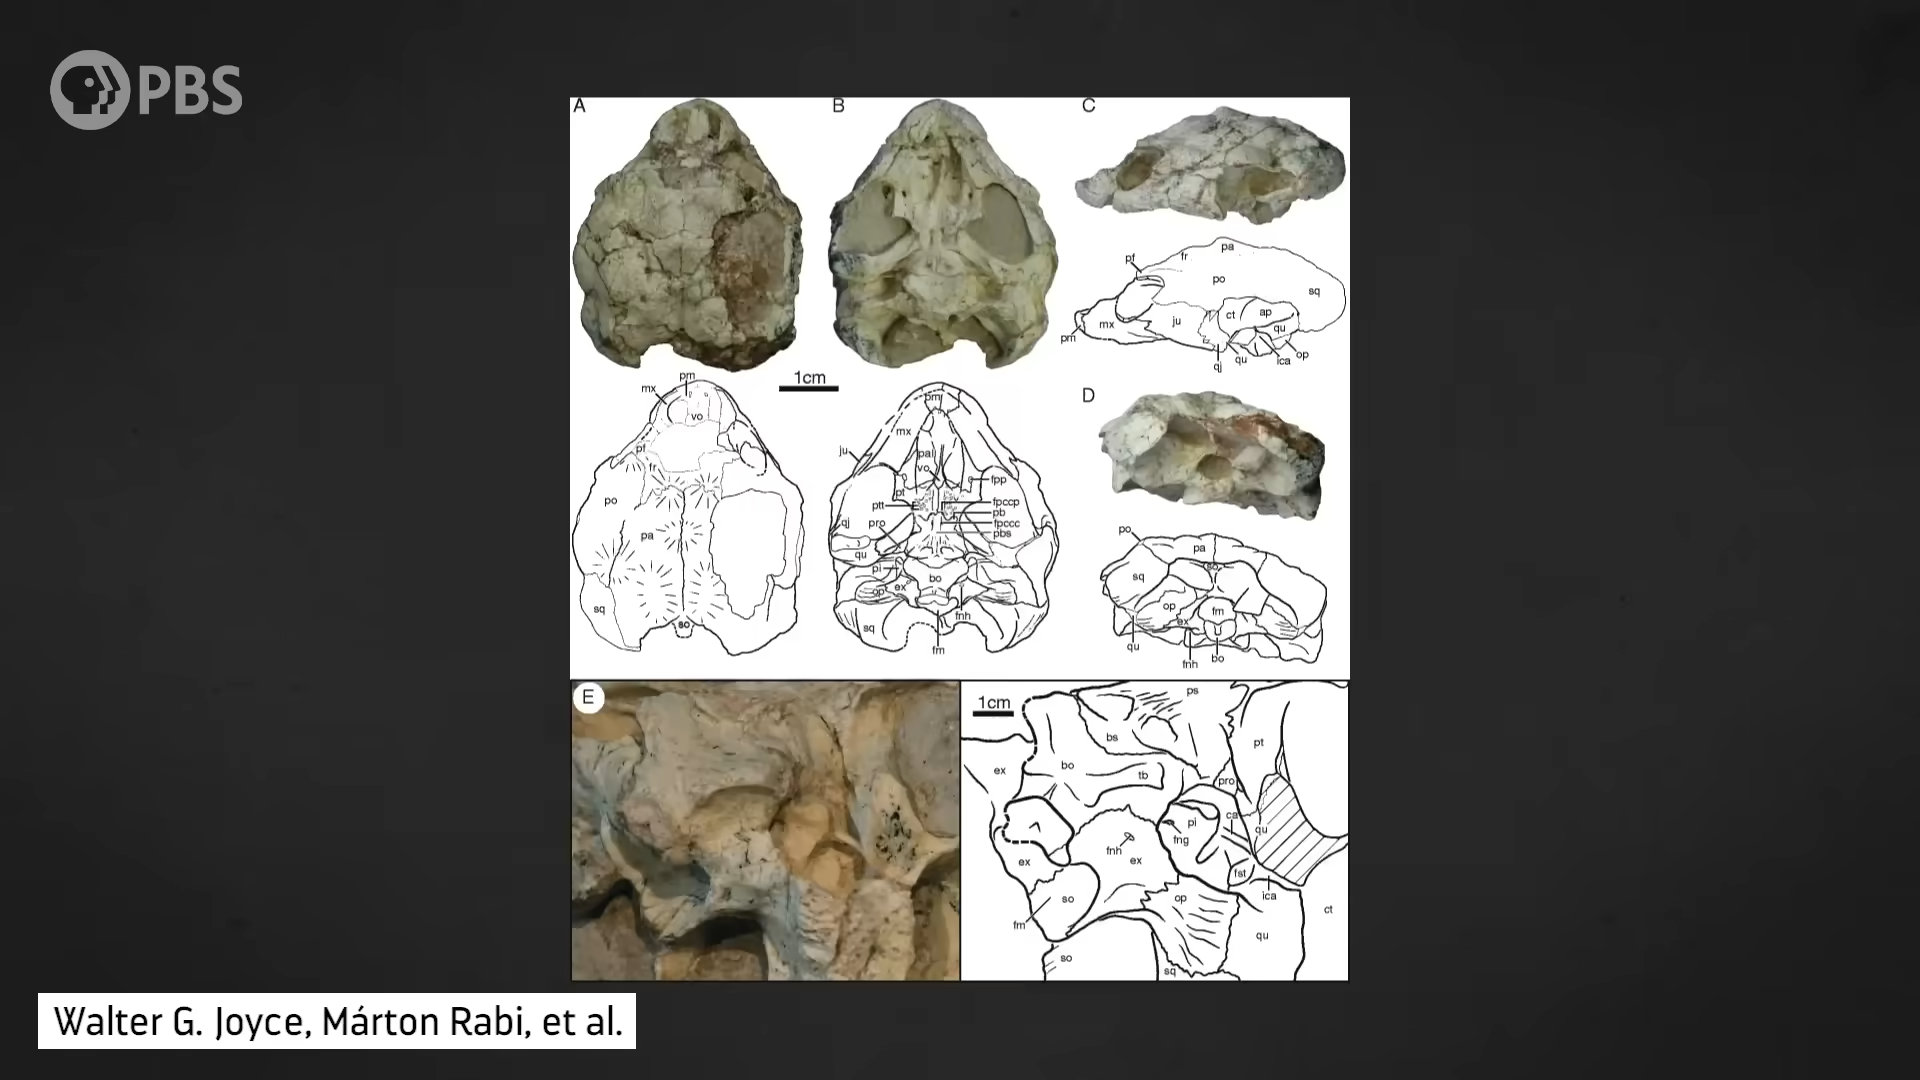 PBS
A
B
C
pa
pf
fr
po
sq
ct
ap
mx
ju
qu
pm
qj
qu
ica
op
1cm
D
mx
pm
vo
pf
fr
po
pa
sq
so
pm
mx
ju
pal
vo
fpp
pt
ptt
fpccp
pb
qj
pro
fpccc
pbs
qu
pi
bo
ex
op
fnh
sq
fm
po
pa
so
sq
op
fm
ex
qu
fnh
bo
E
1cm
ps
bs
pt
ex
bo
tb
pro
pi
ca
qu
fng
fnh
ex
ex
fst
so
op
ica
ct
fm
qu
so
sq
Walter G. Joyce, Márton Rabi, et al.